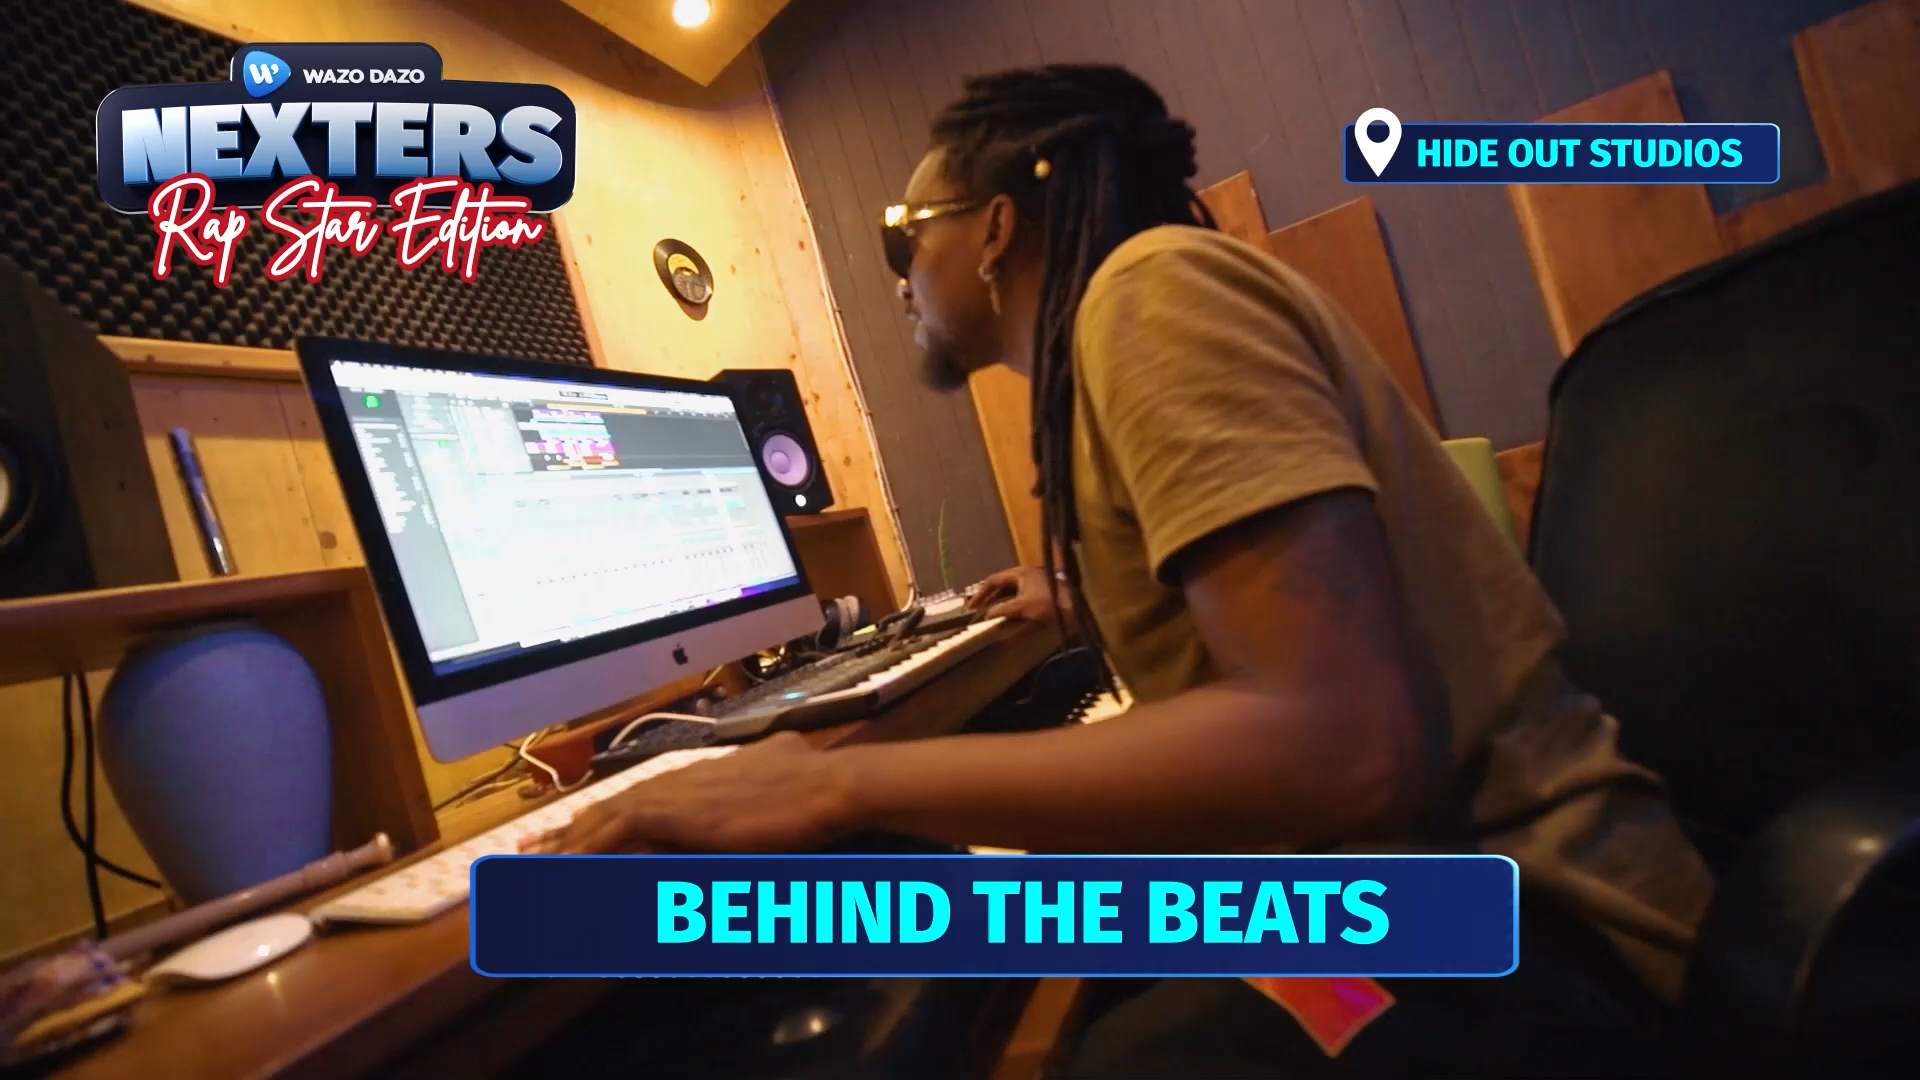 WAZO DAZO
NEXTERS
Rap Star Edition
HIDE OUT STUDIOS
BEHIND THE BEATS